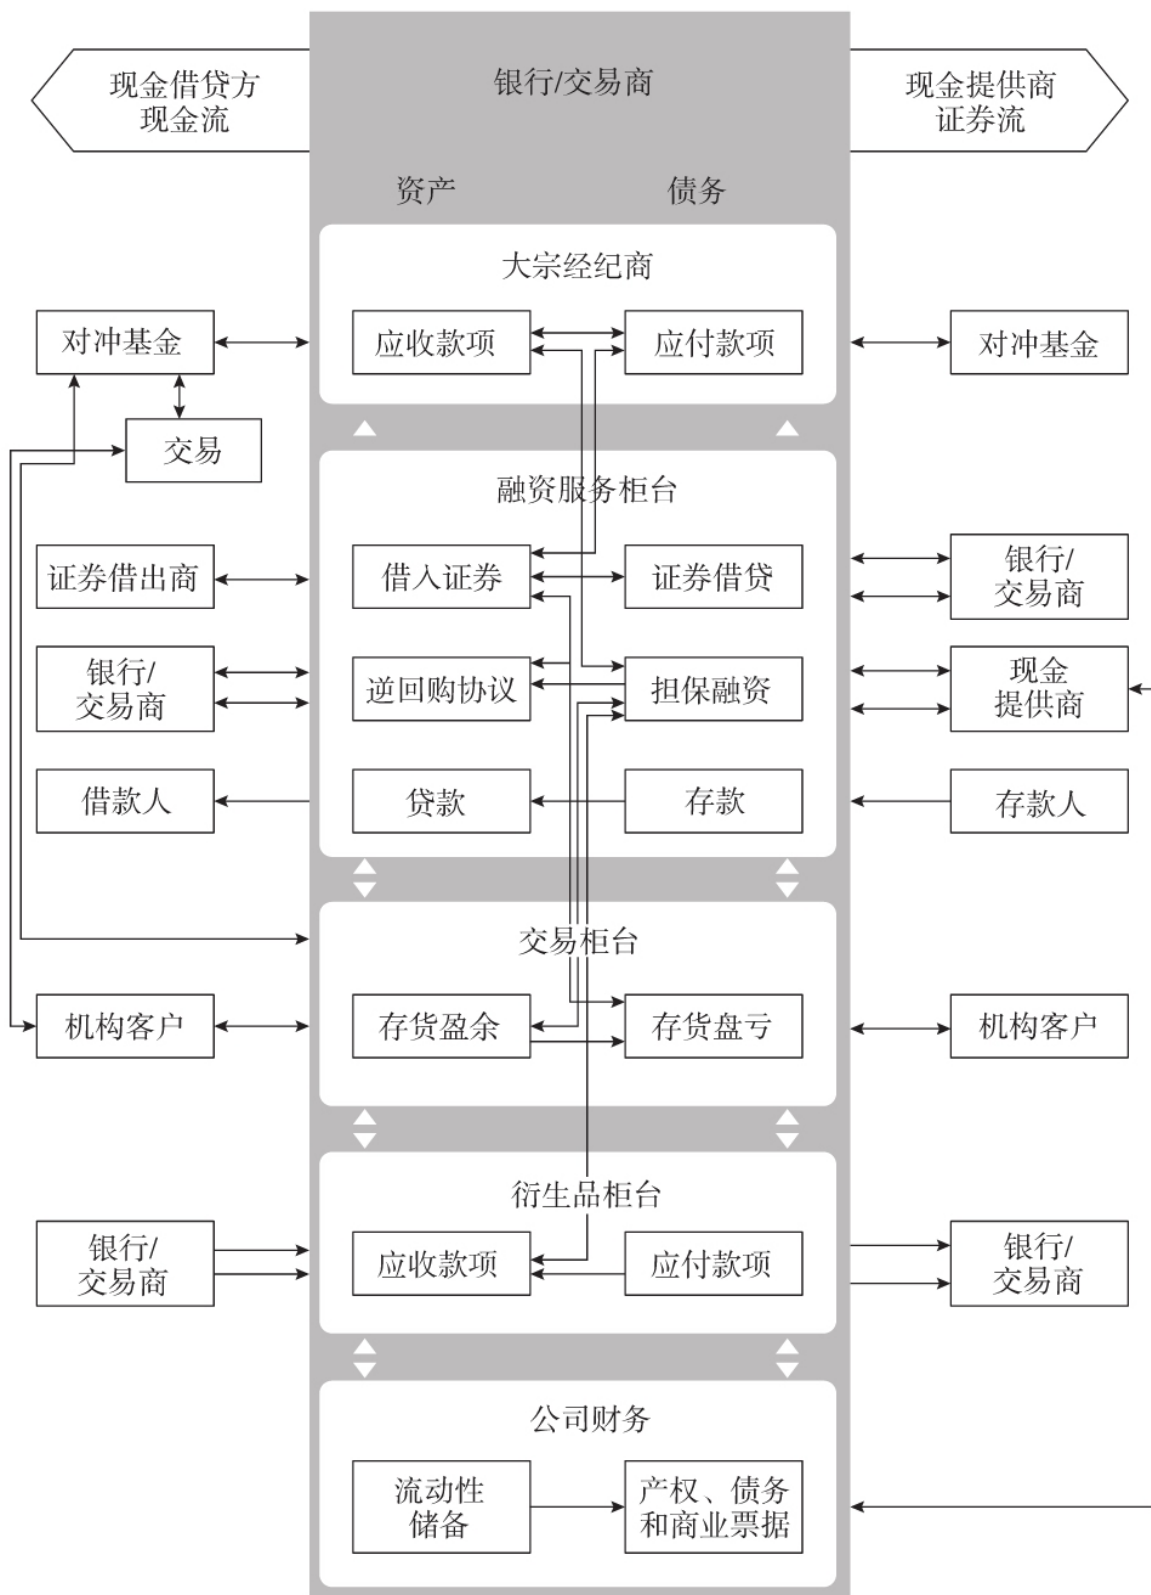 现金借贷方
现金流
银行/交易商
现金提供商
证券流
资产
债务
大宗经纪商
对冲基金
应收款项
应付款项
对冲基金
交易
融资服务柜台
证券借出商
借入证券
证券借贷
银行/
交易商
银行/
交易商
逆回购协议
担保融资
现金
提供商
借款人
贷款
存款
存款人
交易柜台
机构客户
存货盈余
存货盘亏
机构客户
衍生品柜台
银行/
交易商
应收款项
应付款项
银行/
交易商
公司财务
流动性
储备
产权、债务
和商业票据